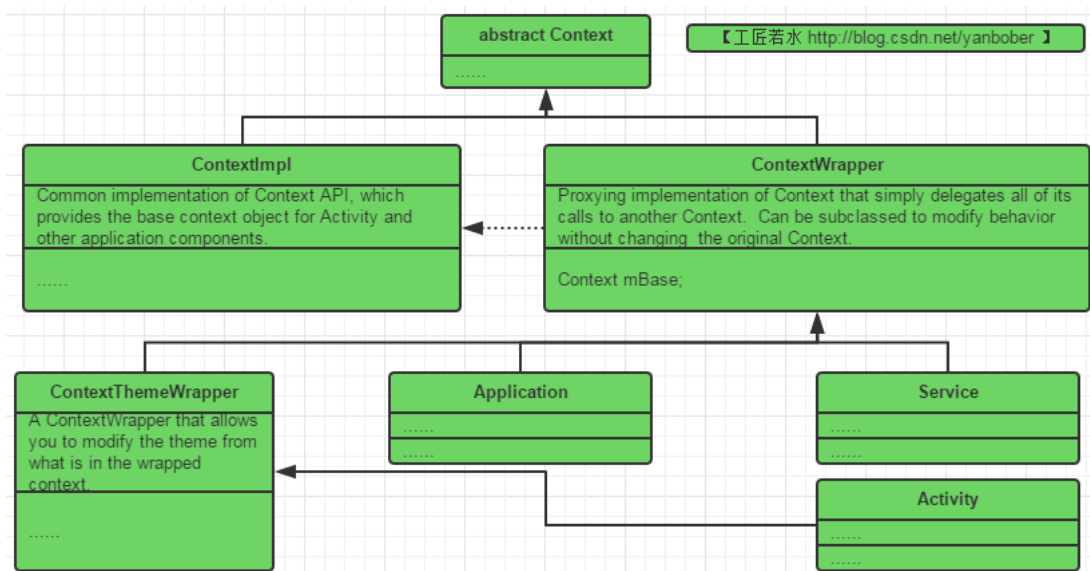 abstract Context
......
【工匠若水 http://blog.csdn.net/yanbober 】
ContextImpl
Common implementation of Context API, which
provides the base context object for Activity and
other application components.
......
ContextWrapper
Proxying implementation of Context that simply delegates all of its
calls to another Context.  Can be subclassed to modify behavior
without changing  the original Context.
Context mBase;
ContextThemeWrapper
A ContextWrapper that allows
you to modify the theme from
what is in the wrapped
context.
......
Application
......
......
Service
......
......
Activity
......
......